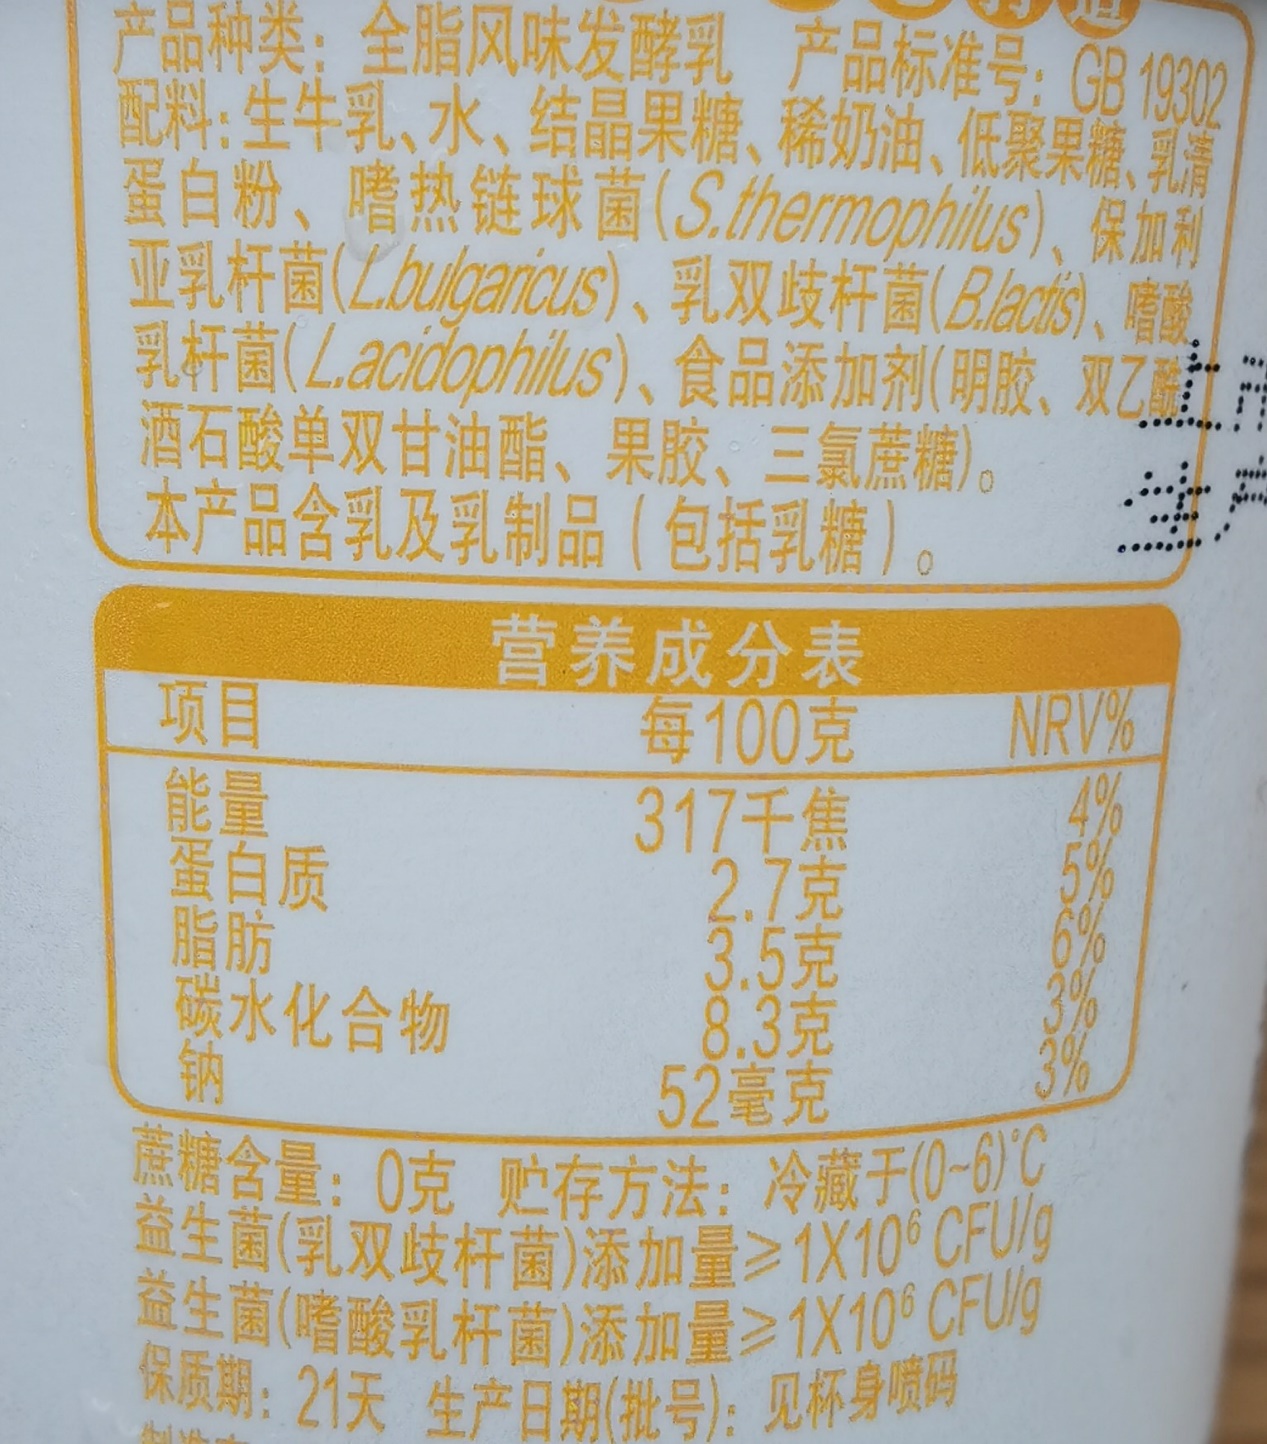 产品种类：全脂风味发酵乳 产品标准号：GB 19302
配料：生牛乳、水、结晶果糖、稀奶油、低聚果糖、乳清
蛋白粉、嗜热链球菌(S.thermophilus)、保加利
亚乳杆菌(L.bulgaricus)、乳双歧杆菌(B.lactis)、嗜酸
乳杆菌(L.acidophilus)、食品添加剂(明胶、双乙酰
酒石酸单双甘油酯、果胶、三氯蔗糖)。
本产品含乳及乳制品（包括乳糖）。
上
生产
营养成分表
项目 每100克 NRV%
能量 317千焦 4%
蛋白质 2.7克 5%
脂肪 3.5克 6%
碳水化合物 8.3克 3%
钠 52毫克 3%
蔗糖含量：0克 贮存方法：冷藏于(0~6)℃
益生菌(乳双歧杆菌)添加量≥1X10⁶ CFU/g
益生菌(嗜酸乳杆菌)添加量≥1X10⁶ CFU/g
保质期：21天 生产日期(批号)：见杯身喷码